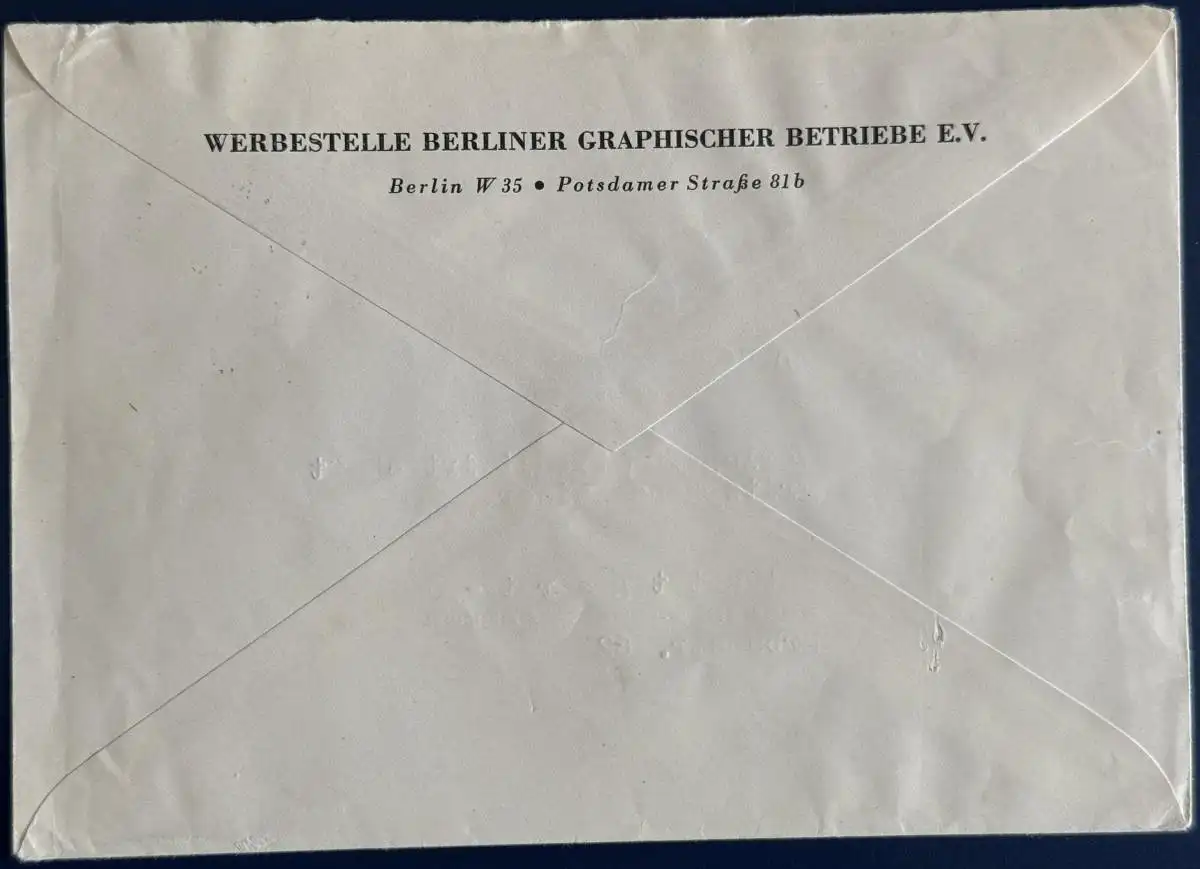 WERBESTELLE BERLINER GRAPHISCHER BETRIEBE E.V.
Berlin W 35 • Potsdamer Straße 81b